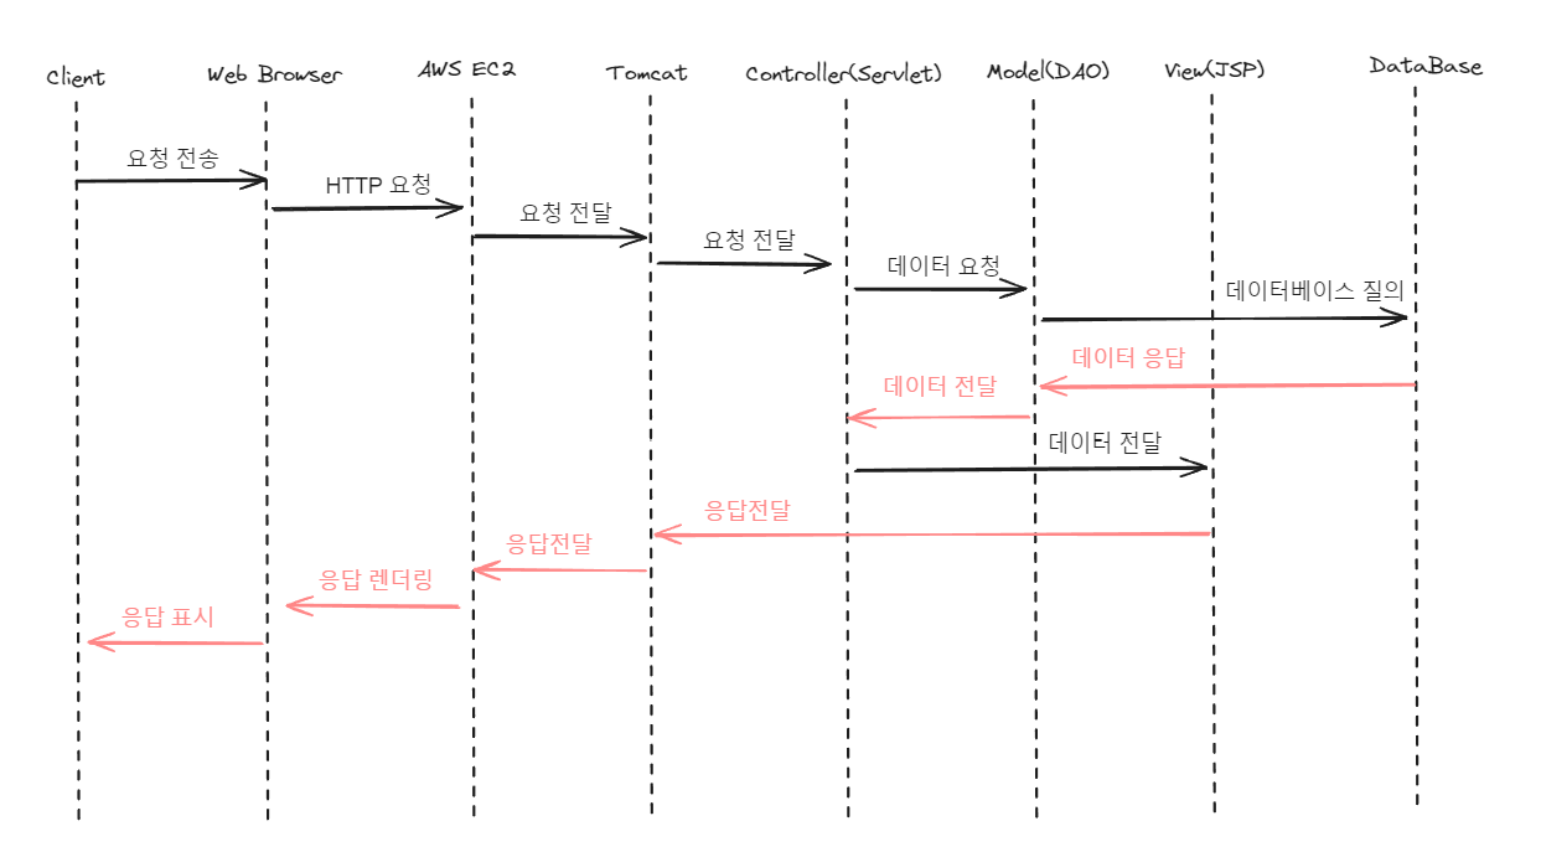 Client
Web Browser
AWS EC2
Tomcat
Controller(Servlet)
Model(DAO)
View(JSP)
DataBase
요청 전송
HTTP 요청
요청 전달
요청 전달
데이터 요청
데이터베이스 질의
데이터 응답
데이터 전달
데이터 전달
응답전달
응답전달
응답 렌더링
응답 표시